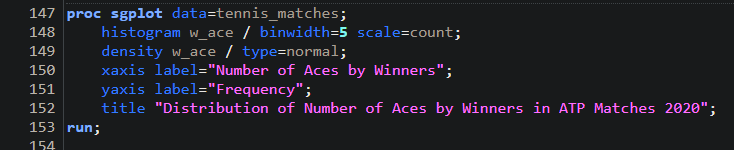 147 proc sgplot data=tennis_matches;
148     histogram w_ace / binwidth=5 scale=count;
149     density w_ace / type=normal;
150     xaxis label="Number of Aces by Winners";
151     yaxis label="Frequency";
152     title "Distribution of Number of Aces by Winners in ATP Matches 2020";
153 run;
154